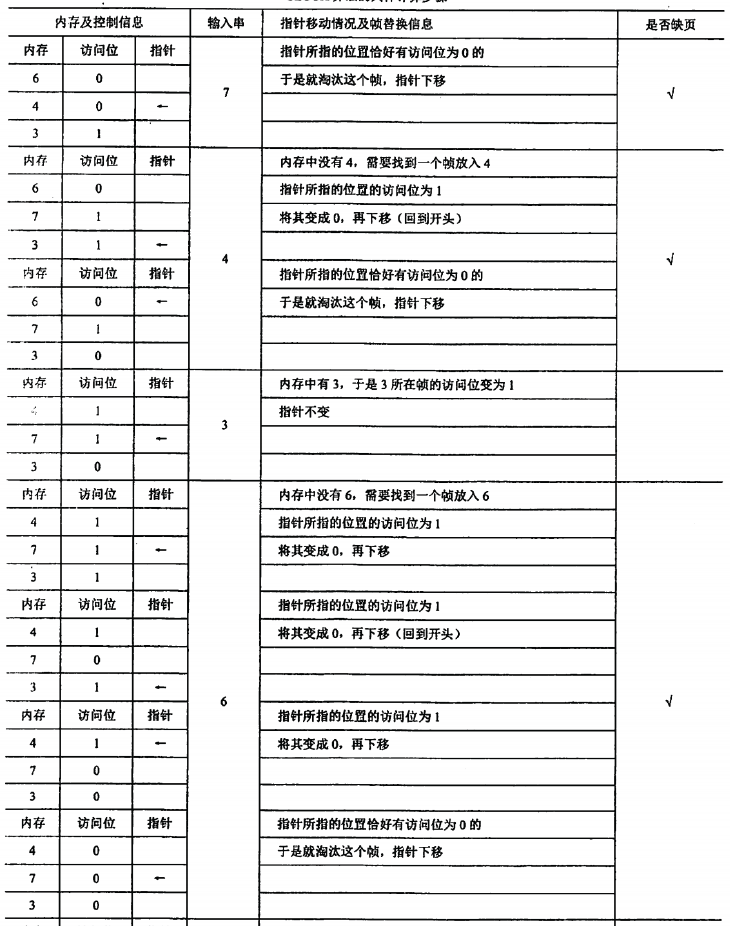 内存及控制信息 输入串 指针移动情况及帧替换信息 是否缺页
内存 访问位 指针 指针所指的位置恰好有访问位为0的
6 0 于是就淘汰这个帧，指针下移
7 √
4 0 ←
3 1
内存 访问位 指针 内存中没有4，需要找到一个帧放入4
6 0 指针所指的位置的访问位为1
7 1 将其变成0，再下移（回到开头）
3 1 ←
4 √
内存 访问位 指针 指针所指的位置恰好有访问位为0的
6 0 ← 于是就淘汰这个帧，指针下移
7 1
3 0
内存 访问位 指针 内存中有3，于是3所在帧的访问位变为1
4 1 指针不变
3
7 1 ←
3 0
内存 访问位 指针 内存中没有6，需要找到一个帧放入6
4 1 指针所指的位置的访问位为1
7 1 ← 将其变成0，再下移
3 1
内存 访问位 指针 指针所指的位置的访问位为1
4 1 将其变成0，再下移（回到开头）
7 0
3 1 ←
6 √
内存 访问位 指针 指针所指的位置的访问位为1
4 1 ← 将其变成0，再下移
7 0
3 0
内存 访问位 指针 指针所指的位置恰好有访问位为0的
4 0 于是就淘汰这个帧，指针下移
7 0 ←
3 0